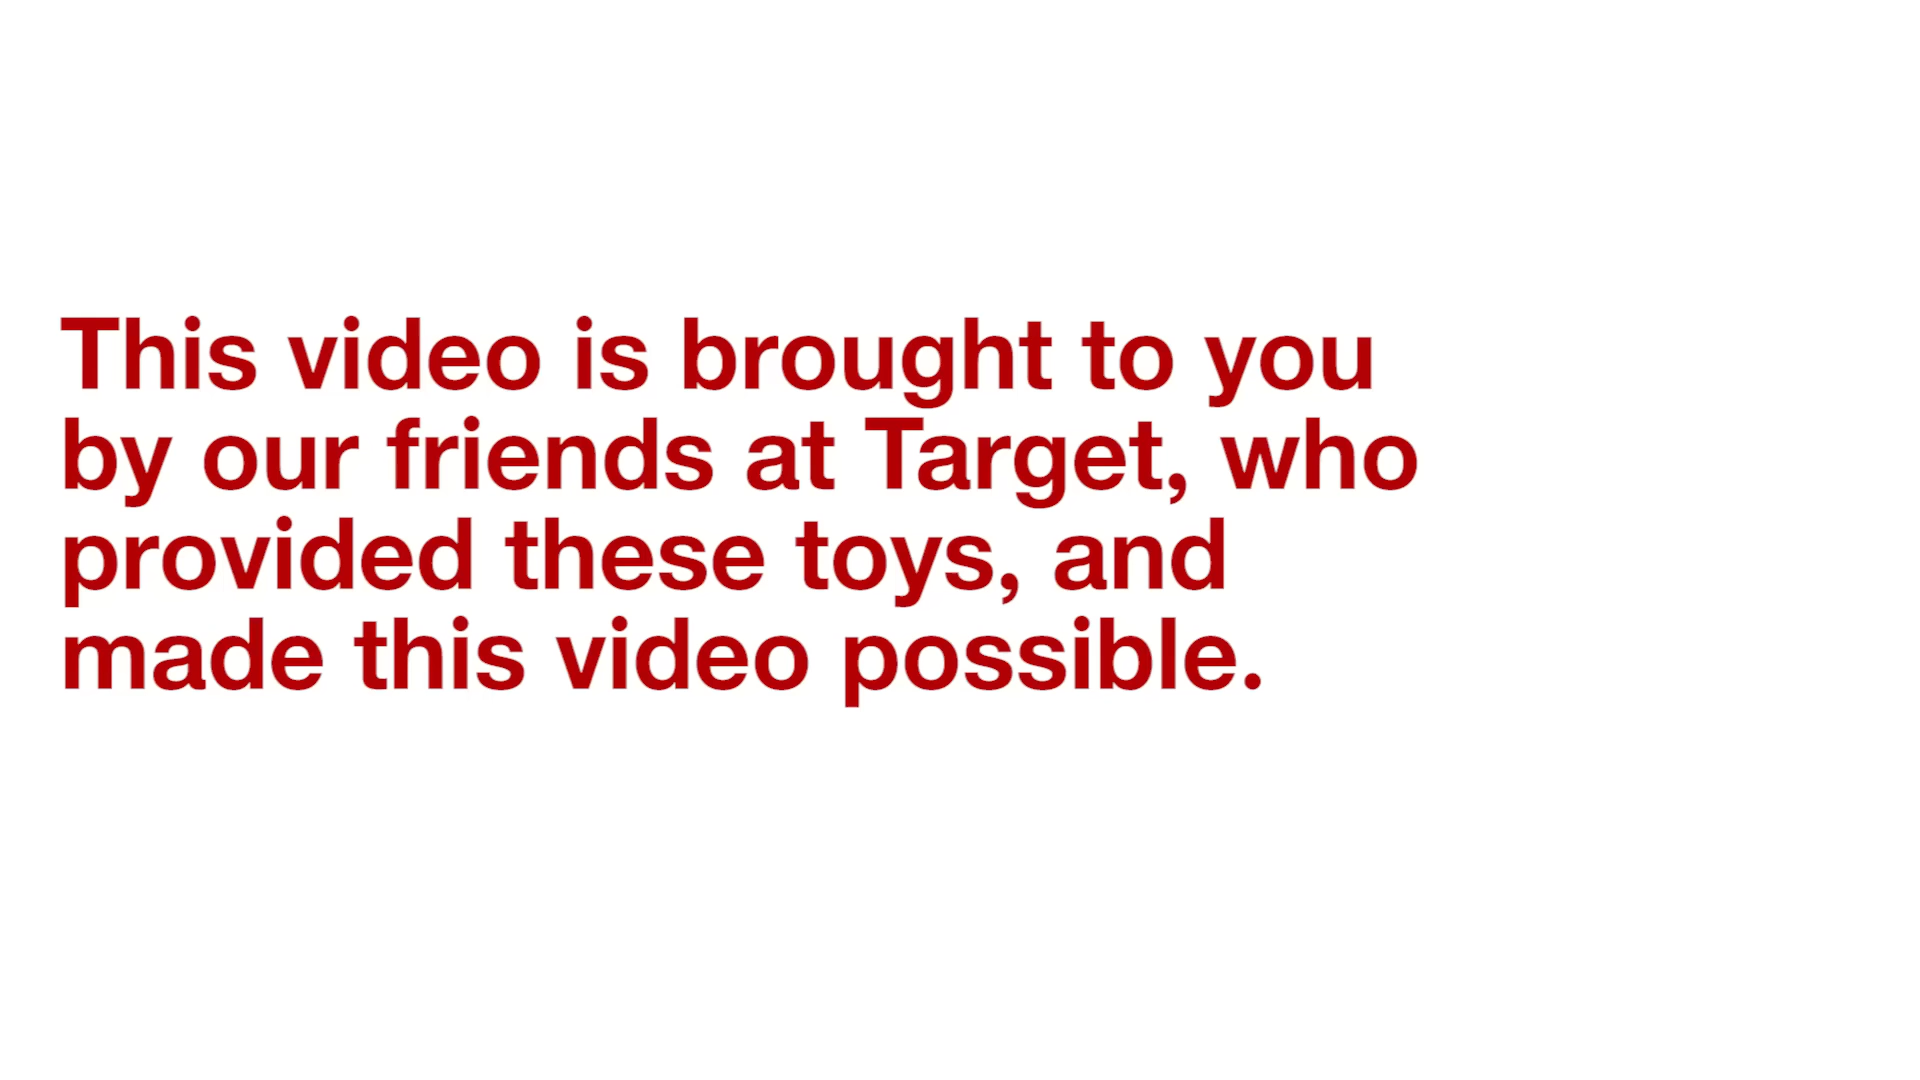 This video is brought to you
by our friends at Target, who
provided these toys, and
made this video possible.